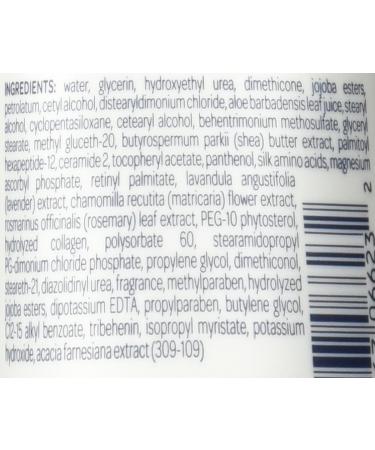 INGREDIENTS: water, glycerin, hydroxyethyl urea, dimethicone, jojoba esters,
petrolatum, cetyl alcohol, distearyldimonium chloride, aloe barbadensis leaf juice, stearyl
alcohol, cyclopentasiloxane, cetearyl alcohol, behentrimonium methosulfate, glyceryl
stearate, methyl gluceth-20, butyrospermum parkii (shea) butter extract, palmitoyl
hexapeptide-12, ceramide 2, tocopheryl acetate, panthenol, silk amino acids, magnesium
ascorbyl phosphate, retinyl palmitate, lavandula angustifolia
(lavender) extract, chamomilla recutita (matricaria) flower extract,
rosmarinus officinalis (rosemary) leaf extract, PEG-10 phytosterol,
hydrolyzed collagen, polysorbate 60, stearamidopropyl
PG-dimonium chloride phosphate, propylene glycol, dimethiconol,
steareth-21, diazolidinyl urea, fragrance, methylparaben, hydrolyzed
jojoba esters, dipotassium EDTA, propylparaben, butylene glycol,
C12-15 alkyl benzoate, tribehenin, isopropyl myristate, potassium
hydroxide, acacia farnesiana extract (309-109)
2
06623